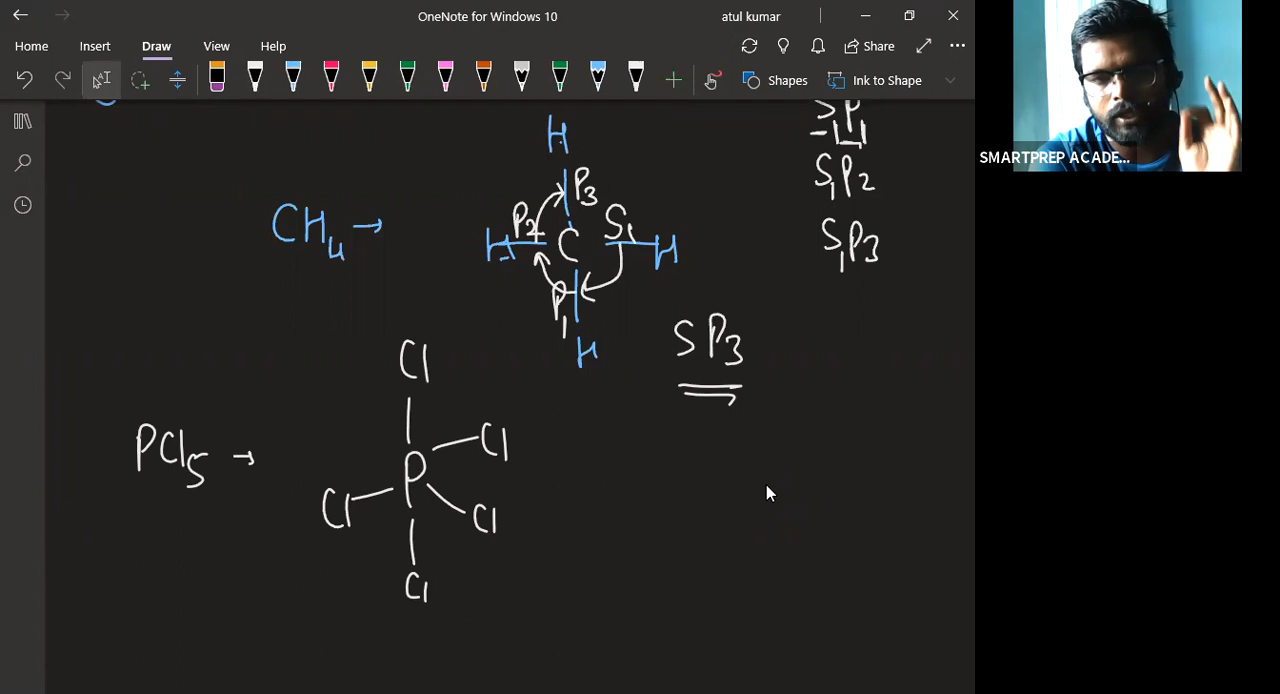 OneNote for Windows 10
atul kumar
Home Insert Draw View Help
Share
Shapes
Ink to Shape
SMARTPREP ACADE...
SP
S1P2
S1P3
H
P3
CH4 →
H P2 C S1 H
P1
H
SP3
Cl
PCl5 →
P Cl
Cl Cl
Cl